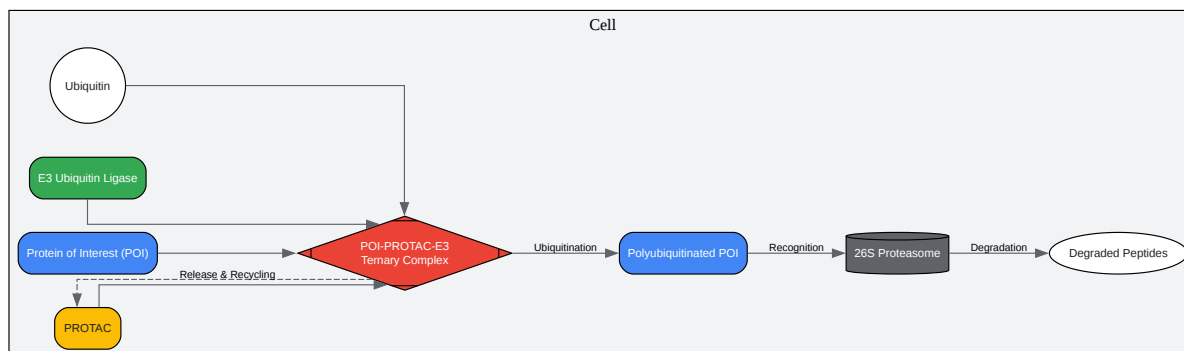 Cell
Ubiquitin
E3 Ubiquitin Ligase
Protein of Interest (POI)
POI-PROTAC-E3
Ternary Complex
Ubiquitination
Polyubiquitinated POI
Recognition
26S Proteasome
Degradation
Degraded Peptides
Release & Recycling
PROTAC